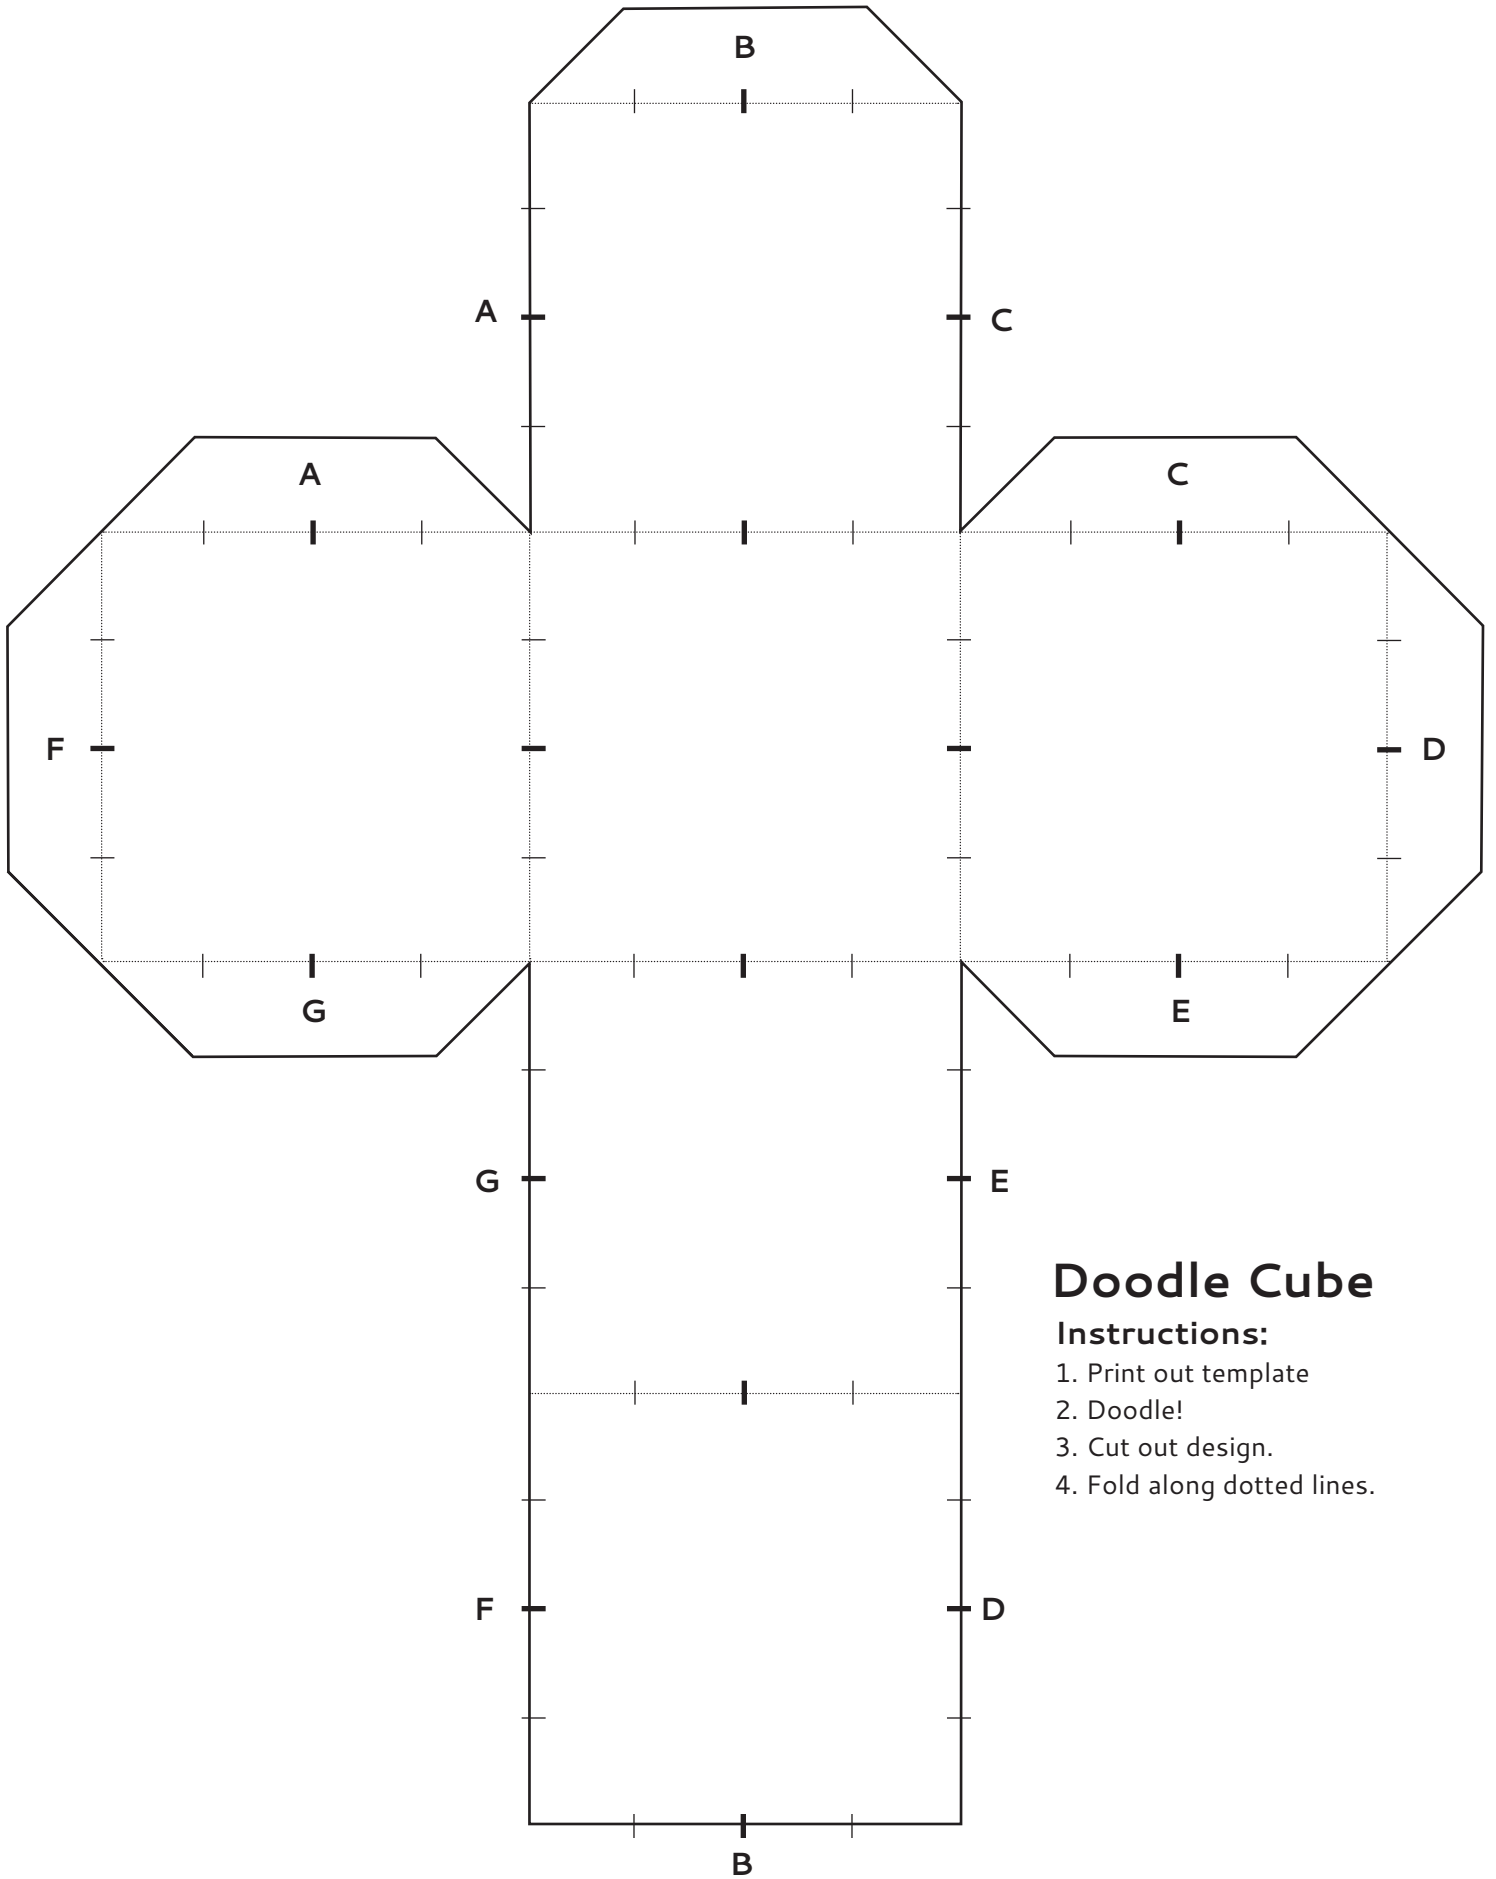 B
A
C
A
C
F
D
G
E
G
E
Doodle Cube
Instructions:
1. Print out template
2. Doodle!
3. Cut out design.
4. Fold along dotted lines.
F
D
B